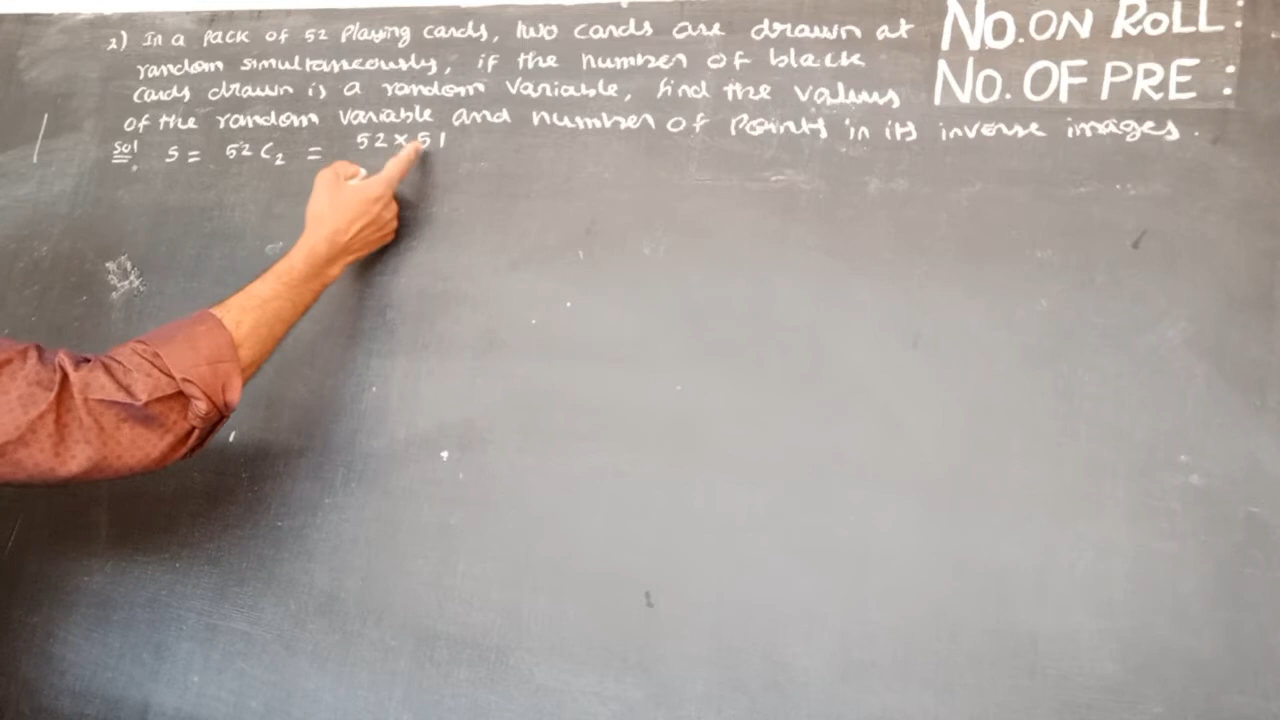 2) In a pack of 52 playing cards, two cards are drawn at
random simultaneously, if the number of black
cards drawn is a random variable, find the values
of the random variable and number of points in its inverse images.
Sol S = 52C2 = 52 x 51
NO. ON ROLL:
NO. OF PRE :